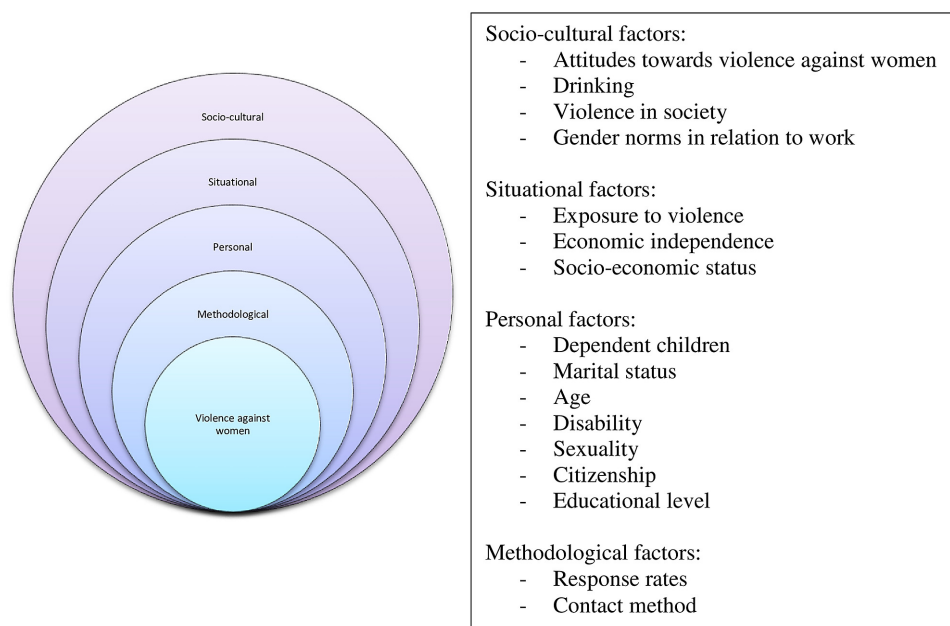 Socio-cultural
Situational
Personal
Methodological
Violence against
women
Socio-cultural factors:
- Attitudes towards violence against women
- Drinking
- Violence in society
- Gender norms in relation to work
Situational factors:
- Exposure to violence
- Economic independence
- Socio-economic status
Personal factors:
- Dependent children
- Marital status
- Age
- Disability
- Sexuality
- Citizenship
- Educational level
Methodological factors:
- Response rates
- Contact method